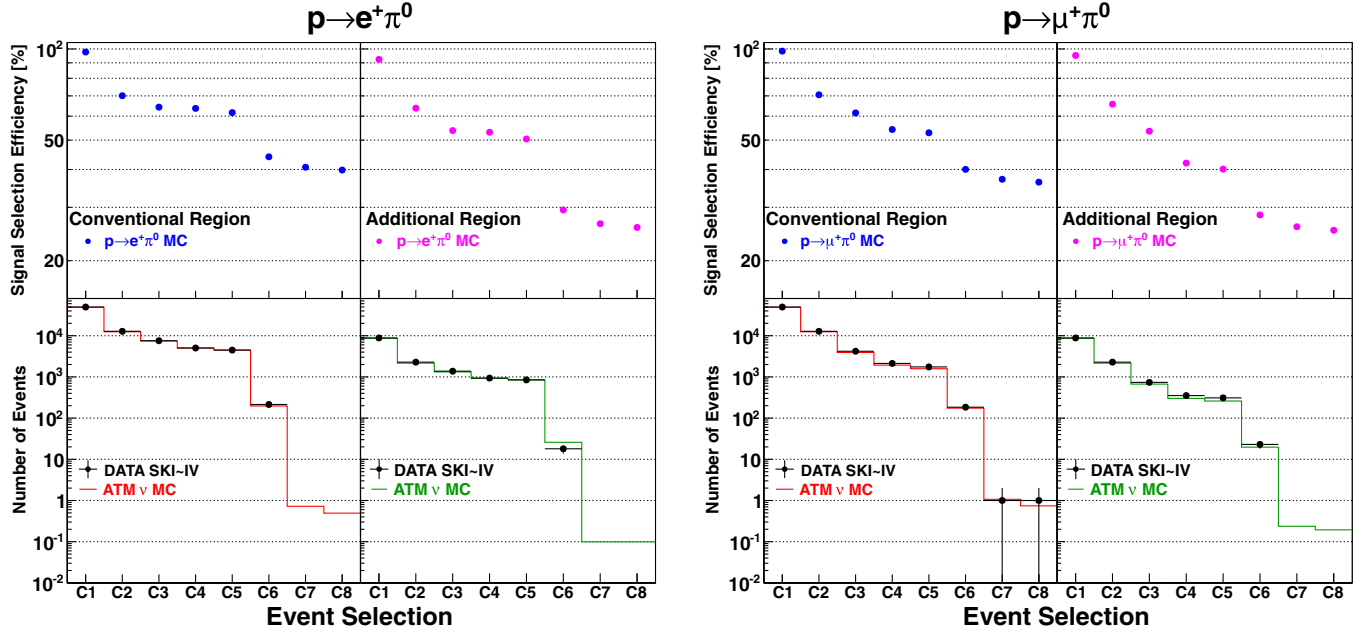 p→e⁺π⁰
Signal Selection Efficiency [%]
10²
50
20
Conventional Region
p→e⁺π⁰ MC
Additional Region
p→e⁺π⁰ MC
Number of Events
10⁴
10³
10²
10
1
10⁻¹
10⁻²
DATA SKI~IV
ATM ν MC
DATA SKI~IV
ATM ν MC
C1 C2 C3 C4 C5 C6 C7 C8 C1 C2 C3 C4 C5 C6 C7 C8
Event Selection
p→μ⁺π⁰
Signal Selection Efficiency [%]
10²
50
20
Conventional Region
p→μ⁺π⁰ MC
Additional Region
p→μ⁺π⁰ MC
Number of Events
10⁴
10³
10²
10
1
10⁻¹
10⁻²
DATA SKI~IV
ATM ν MC
DATA SKI~IV
ATM ν MC
C1 C2 C3 C4 C5 C6 C7 C8 C1 C2 C3 C4 C5 C6 C7 C8
Event Selection